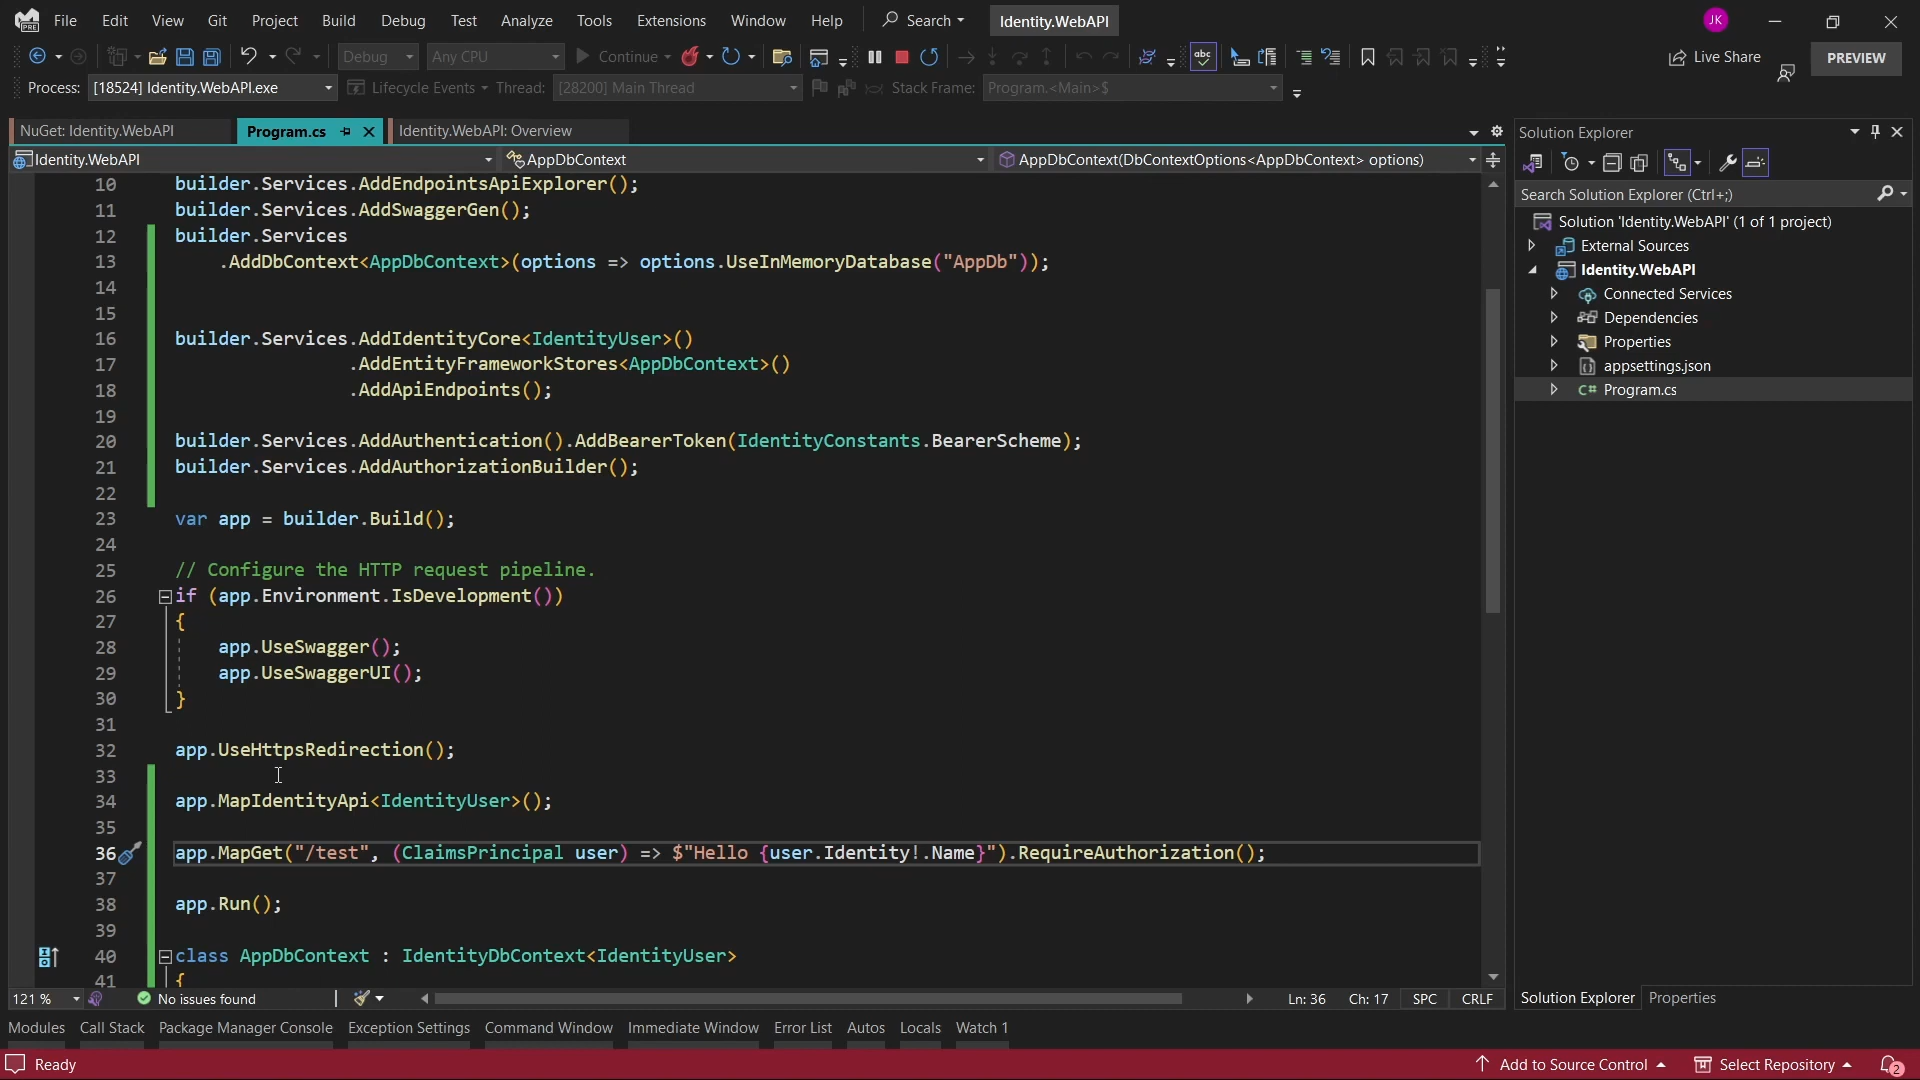 File Edit View Git Project Build Debug Test Analyze Tools Extensions Window Help Search Identity.WebAPI JK
Debug Any CPU Continue abc Live Share PREVIEW
Process: [18524] Identity.WebAPI.exe Lifecycle Events Thread: [28200] Main Thread Stack Frame: Program.<Main>$
NuGet: Identity.WebAPI Program.cs Identity.WebAPI: Overview
Identity.WebAPI AppDbContext AppDbContext(DbContextOptions<AppDbContext> options)
10 builder.Services.AddEndpointsApiExplorer();
11 builder.Services.AddSwaggerGen();
12 builder.Services
13 .AddDbContext<AppDbContext>(options => options.UseInMemoryDatabase("AppDb"));
14
15
16 builder.Services.AddIdentityCore<IdentityUser>()
17 .AddEntityFrameworkStores<AppDbContext>()
18 .AddApiEndpoints();
19
20 builder.Services.AddAuthentication().AddBearerToken(IdentityConstants.BearerScheme);
21 builder.Services.AddAuthorizationBuilder();
22
23 var app = builder.Build();
24
25 // Configure the HTTP request pipeline.
26 if (app.Environment.IsDevelopment())
27 {
28 app.UseSwagger();
29 app.UseSwaggerUI();
30 }
31
32 app.UseHttpsRedirection();
33
34 app.MapIdentityApi<IdentityUser>();
35
36 app.MapGet("/test", (ClaimsPrincipal user) => $"Hello {user.Identity!.Name}").RequireAuthorization();
37
38 app.Run();
39
40 class AppDbContext : IdentityDbContext<IdentityUser>
41 {
121 % No issues found Ln: 36 Ch: 17 SPC CRLF
Solution Explorer
Search Solution Explorer (Ctrl+;)
Solution 'Identity.WebAPI' (1 of 1 project)
External Sources
Identity.WebAPI
Connected Services
Dependencies
Properties
appsettings.json
C# Program.cs
Solution Explorer Properties
Modules Call Stack Package Manager Console Exception Settings Command Window Immediate Window Error List Autos Locals Watch 1
Ready Add to Source Control Select Repository 2